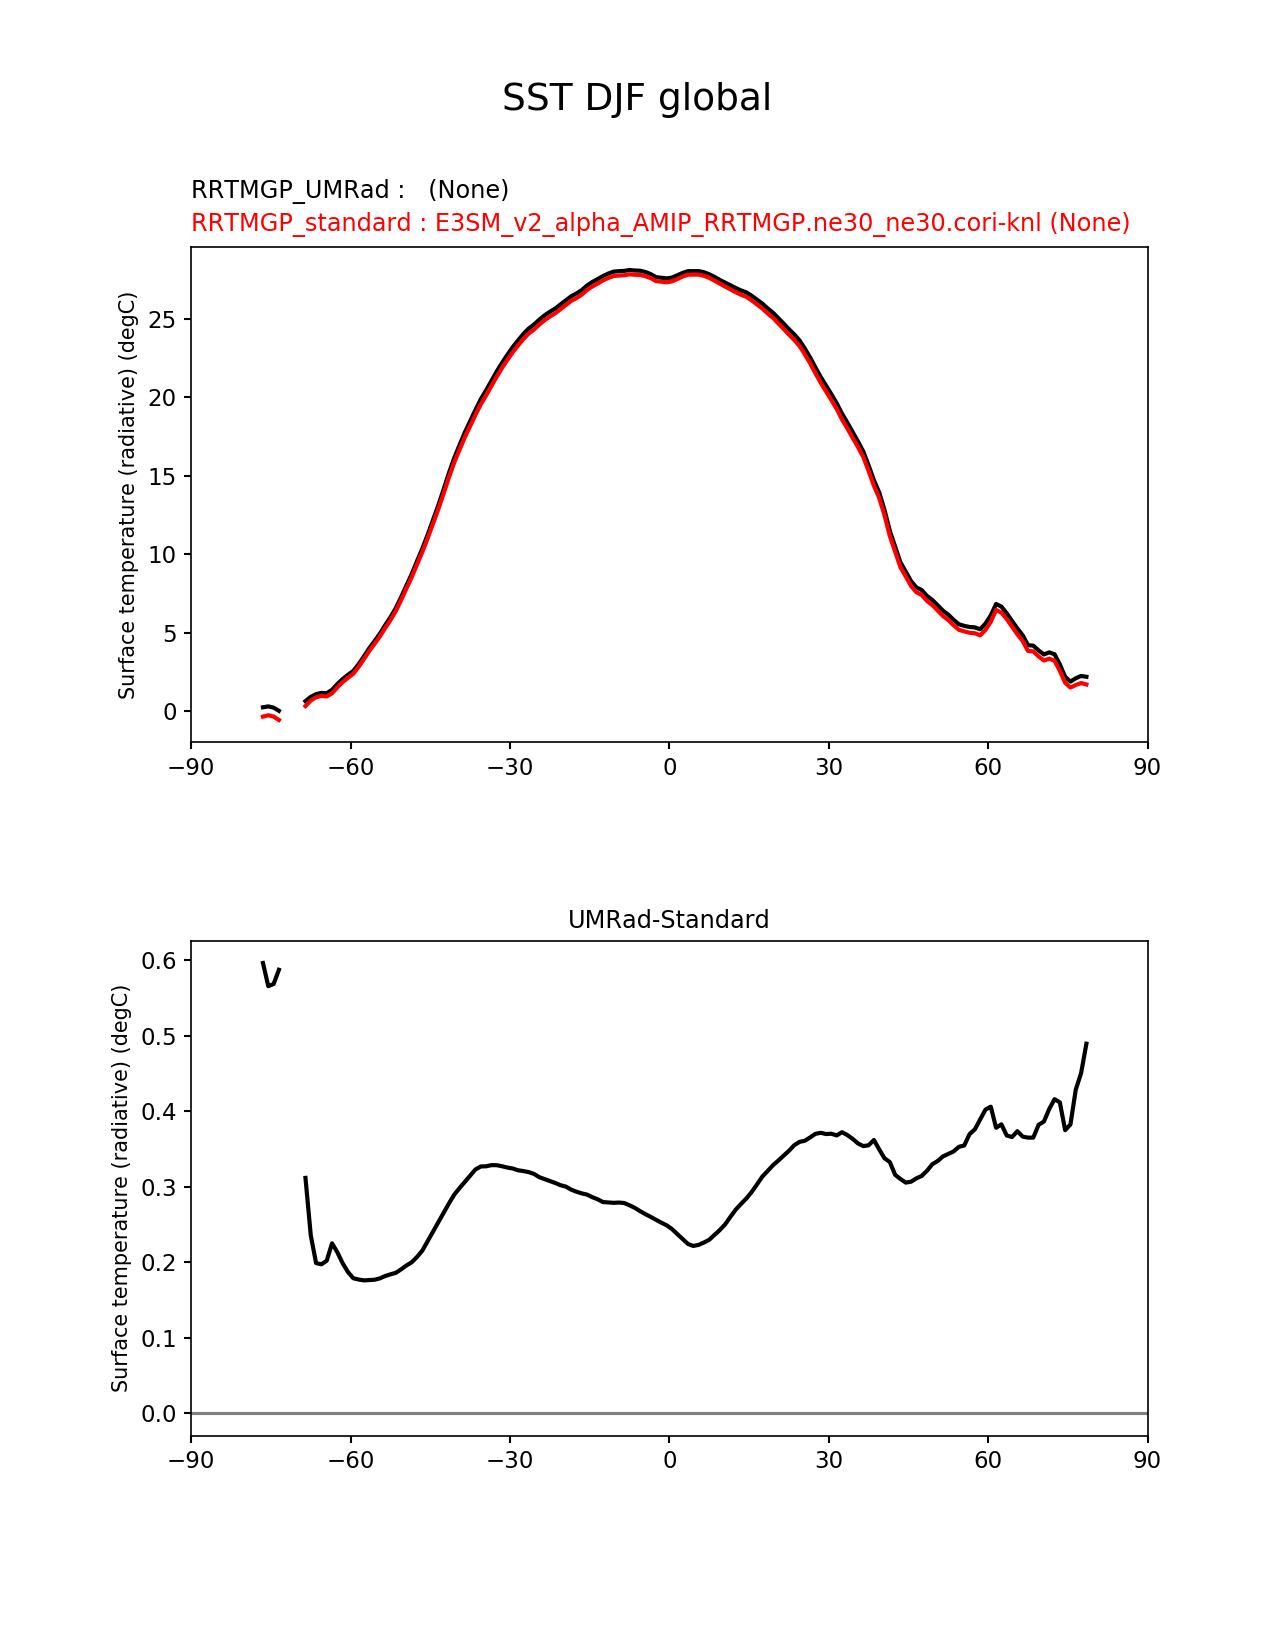 SST DJF global
RRTMGP_UMRad :   (None)
RRTMGP_standard : E3SM_v2_alpha_AMIP_RRTMGP.ne30_ne30.cori-knl (None)
Surface temperature (radiative) (degC)
25
20
15
10
5
0
−90 −60 −30 0 30 60 90
UMRad-Standard
Surface temperature (radiative) (degC)
0.6
0.5
0.4
0.3
0.2
0.1
0.0
−90 −60 −30 0 30 60 90